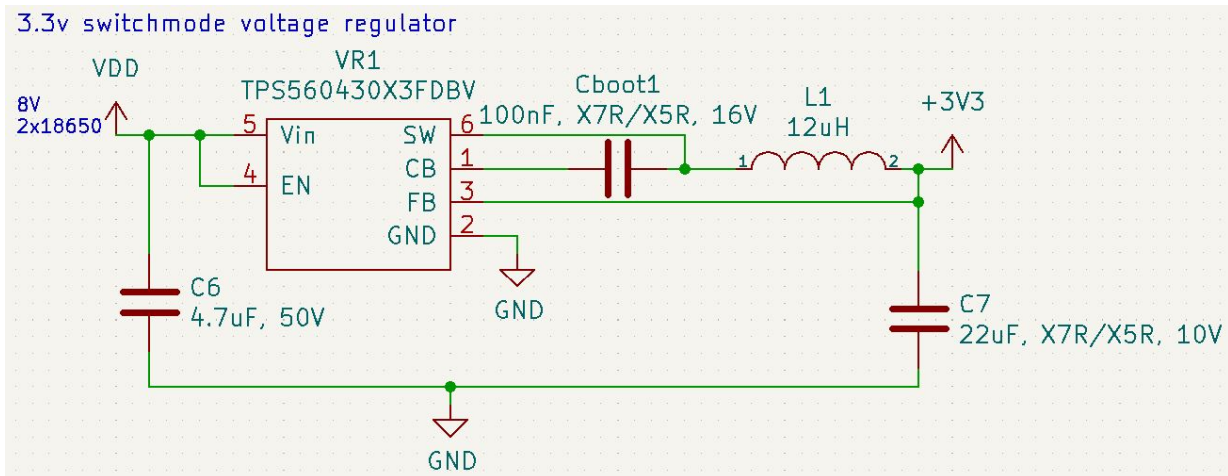 3.3v switchmode voltage regulator
VDD
8V
2x18650
VR1
TPS560430X3FDBV
5
Vin
4
EN
SW
6
CB
1
FB
3
GND
2
GND
Cboot1
100nF, X7R/X5R, 16V
L1
12uH
1
2
+3V3
C6
4.7uF, 50V
C7
22uF, X7R/X5R, 10V
GND